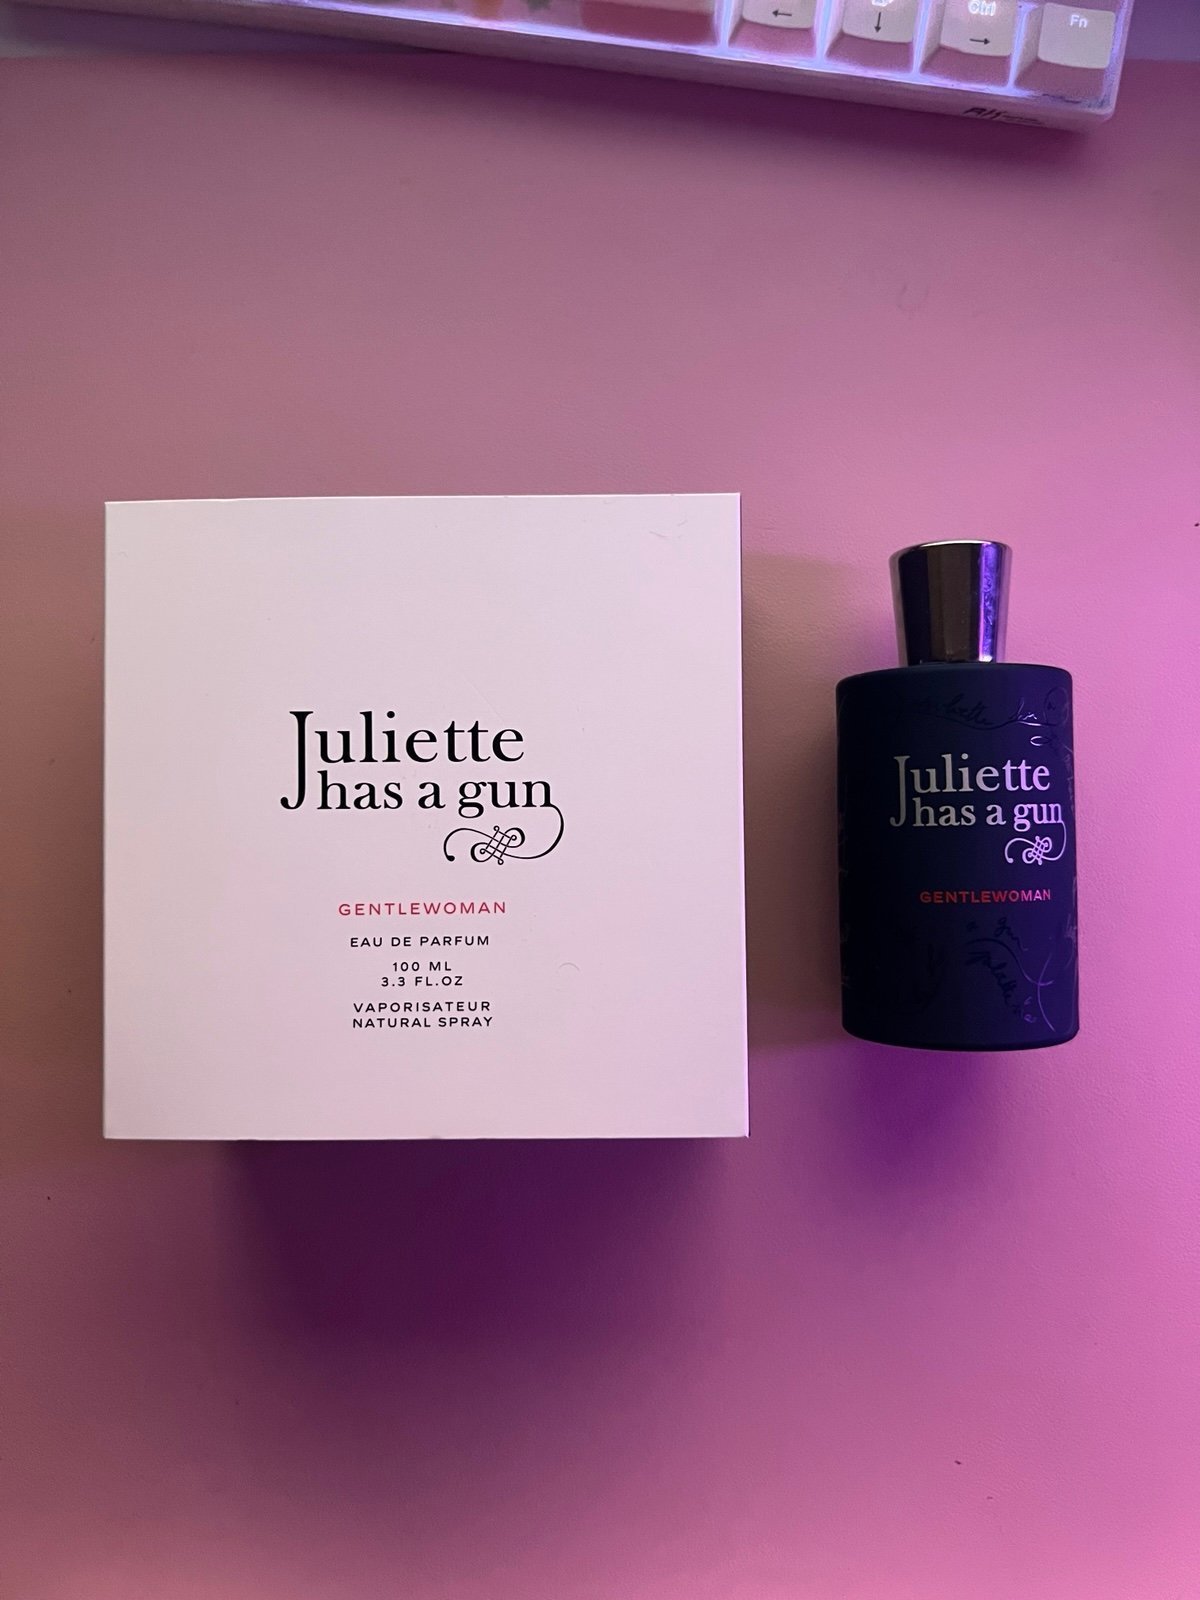 Ctrl
Fn
←
↓
→
Juliette
has a gun
GENTLEWOMAN
EAU DE PARFUM
100 ML
3.3 FL.OZ
VAPORISATEUR
NATURAL SPRAY
Juliette
has a gun
GENTLEWOMAN